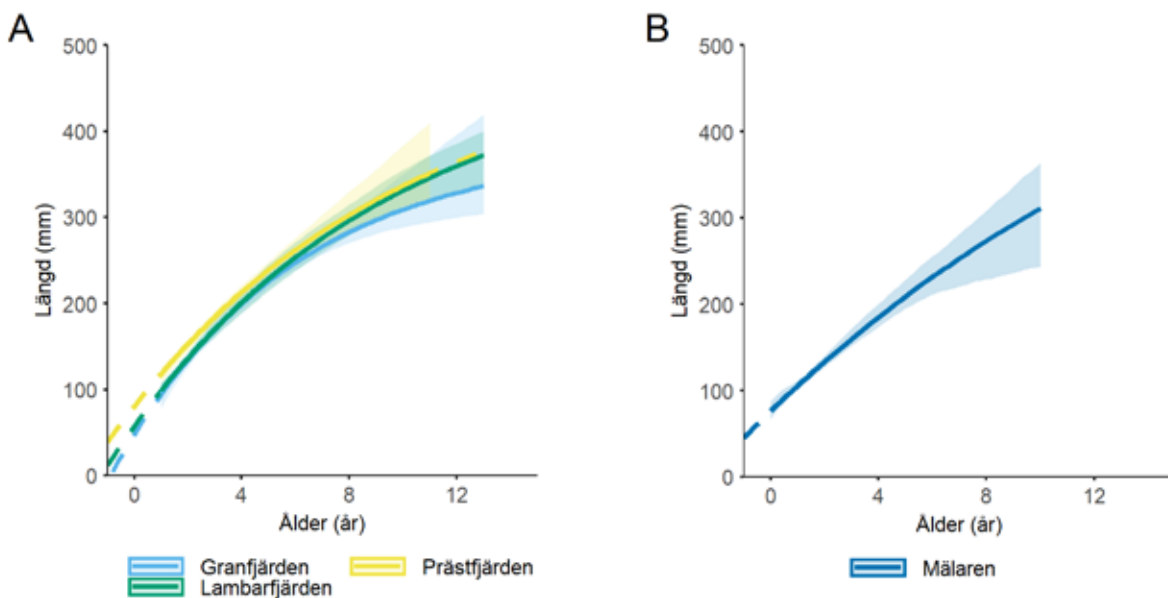 A
500
400
300
200
100
0
Längd (mm)
0 4 8 12
Ålder (år)
Granfjärden Prästfjärden
Lambarfjärden
B
500
400
300
200
100
0
Längd (mm)
0 4 8 12
Ålder (år)
Mälaren